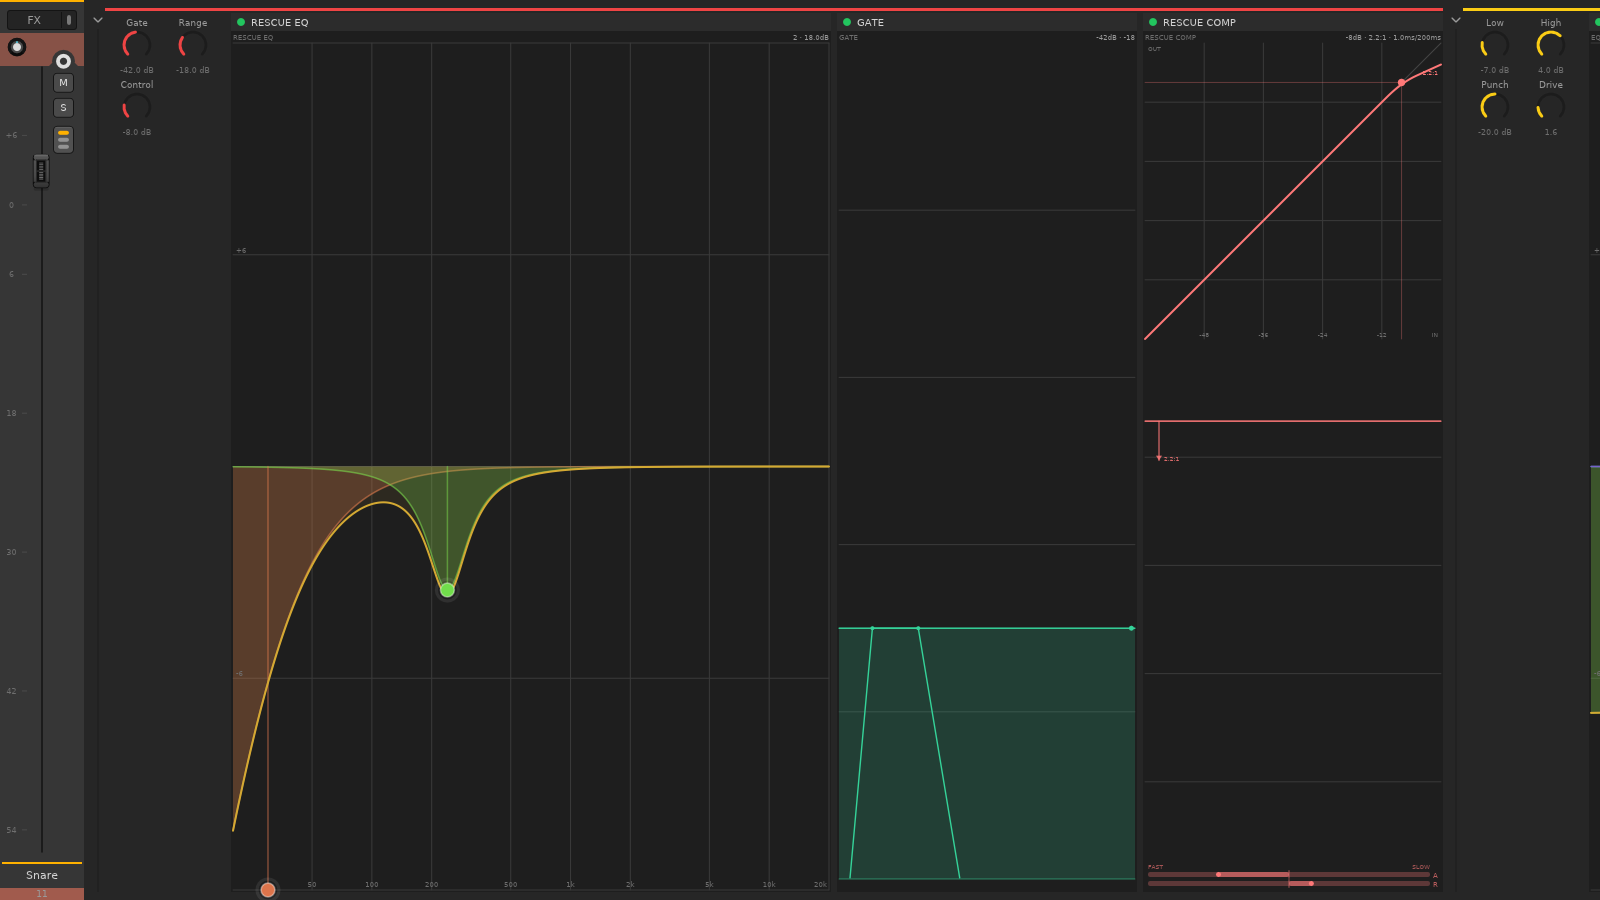 FX
M
S
+6
0
6
18
30
42
54
Snare
11
Gate Range
-42.0 dB -18.0 dB
Control
-8.0 dB
RESCUE EQ
RESCUE EQ 2 · 18.0dB
+6
-6
50 100 200 500 1k 2k 5k 10k 20k
GATE
GATE -42dB · -18
RESCUE COMP
RESCUE COMP -8dB · 2.2:1 · 1.0ms/200ms
OUT
2.2:1
-48 -36 -24 -12 IN
2.2:1
FAST SLOW
A
R
Low High
-7.0 dB 4.0 dB
Punch Drive
-20.0 dB 1.6